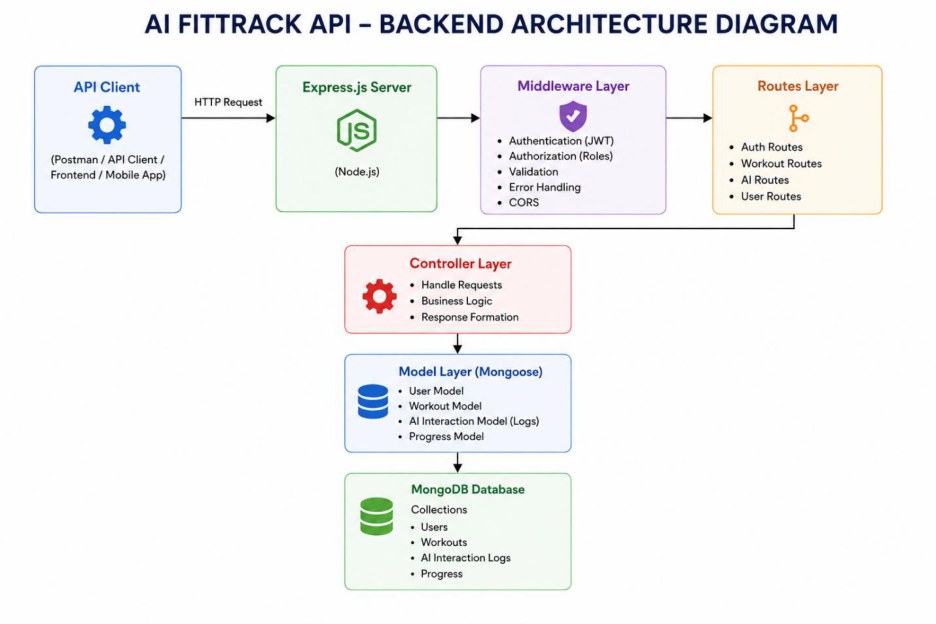 AI FITTRACK API – BACKEND ARCHITECTURE DIAGRAM
API Client
(Postman / API Client /
Frontend / Mobile App)
HTTP Request
Express.js Server
JS
(Node.js)
Middleware Layer
• Authentication (JWT)
• Authorization (Roles)
• Validation
• Error Handling
• CORS
Routes Layer
• Auth Routes
• Workout Routes
• AI Routes
• User Routes
Controller Layer
• Handle Requests
• Business Logic
• Response Formation
Model Layer (Mongoose)
• User Model
• Workout Model
• AI Interaction Model (Logs)
• Progress Model
MongoDB Database
Collections
• Users
• Workouts
• AI Interaction Logs
• Progress